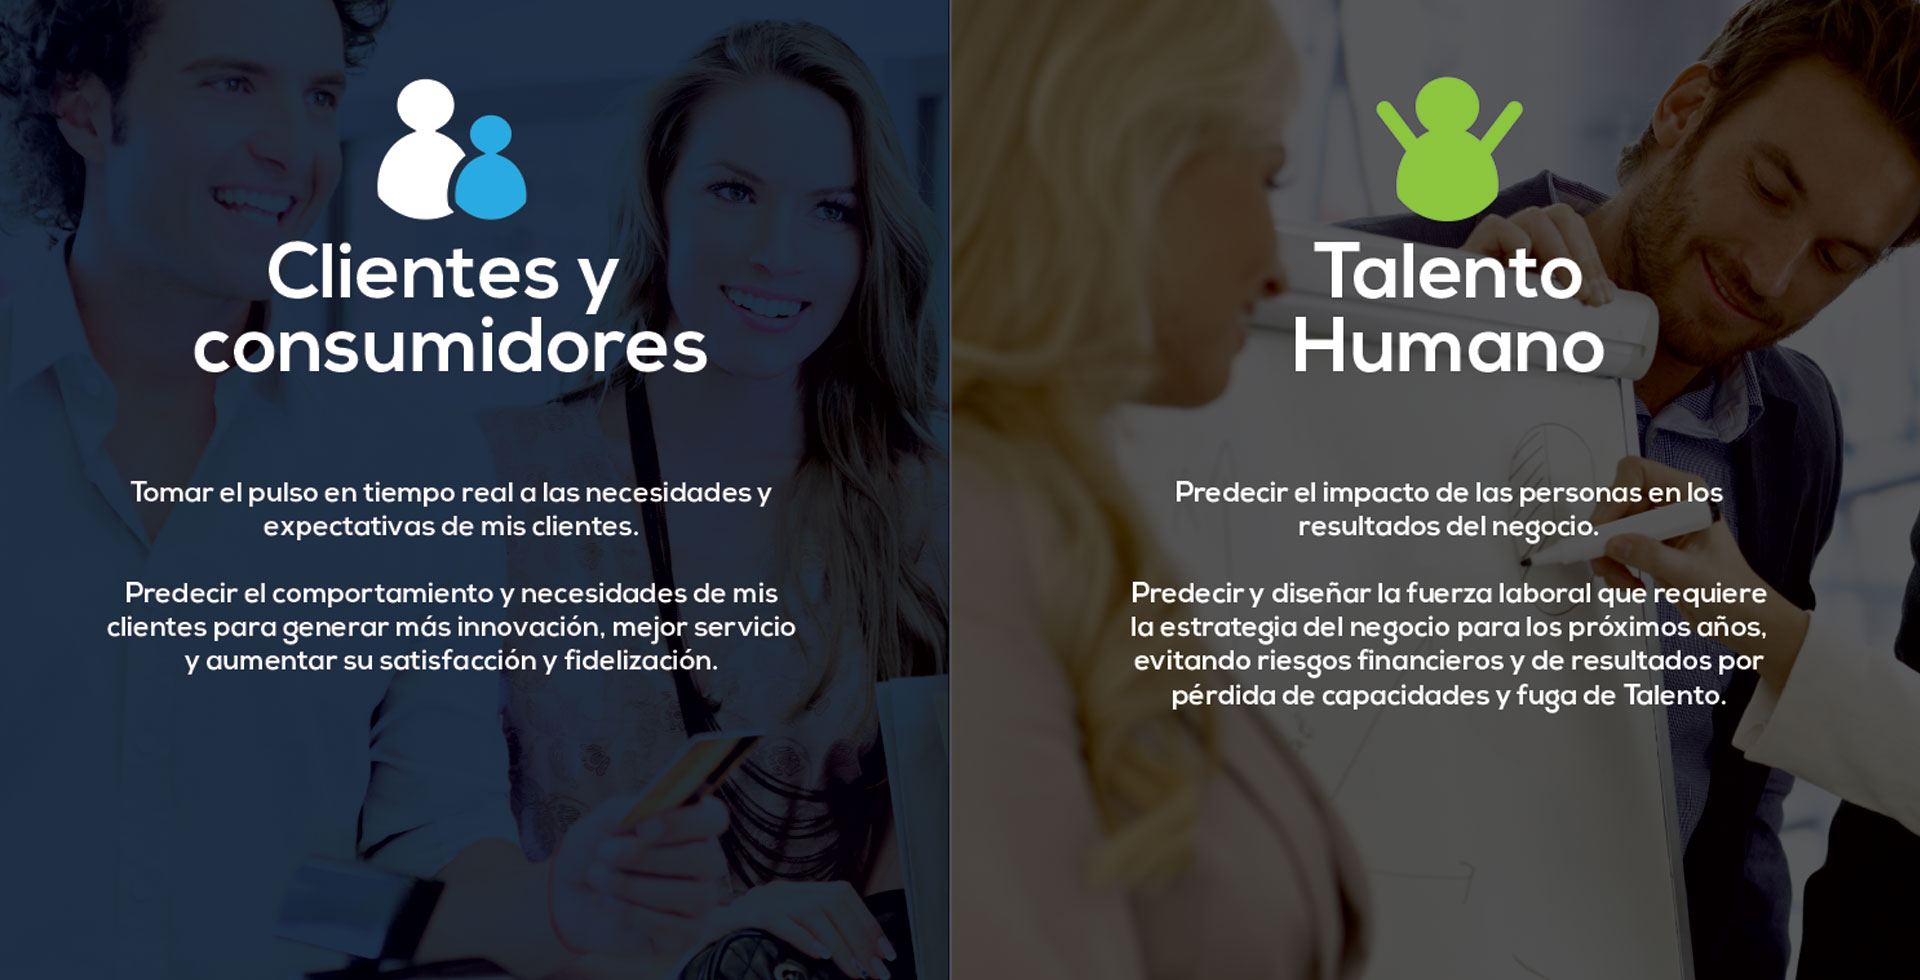 Clientes y
consumidores
Tomar el pulso en tiempo real a las necesidades y
expectativas de mis clientes.
Predecir el comportamiento y necesidades de mis
clientes para generar más innovación, mejor servicio
y aumentar su satisfacción y fidelización.
Talento
Humano
Predecir el impacto de las personas en los
resultados del negocio.
Predecir y diseñar la fuerza laboral que requiere
la estrategia del negocio para los próximos años,
evitando riesgos financieros y de resultados por
pérdida de capacidades y fuga de Talento.